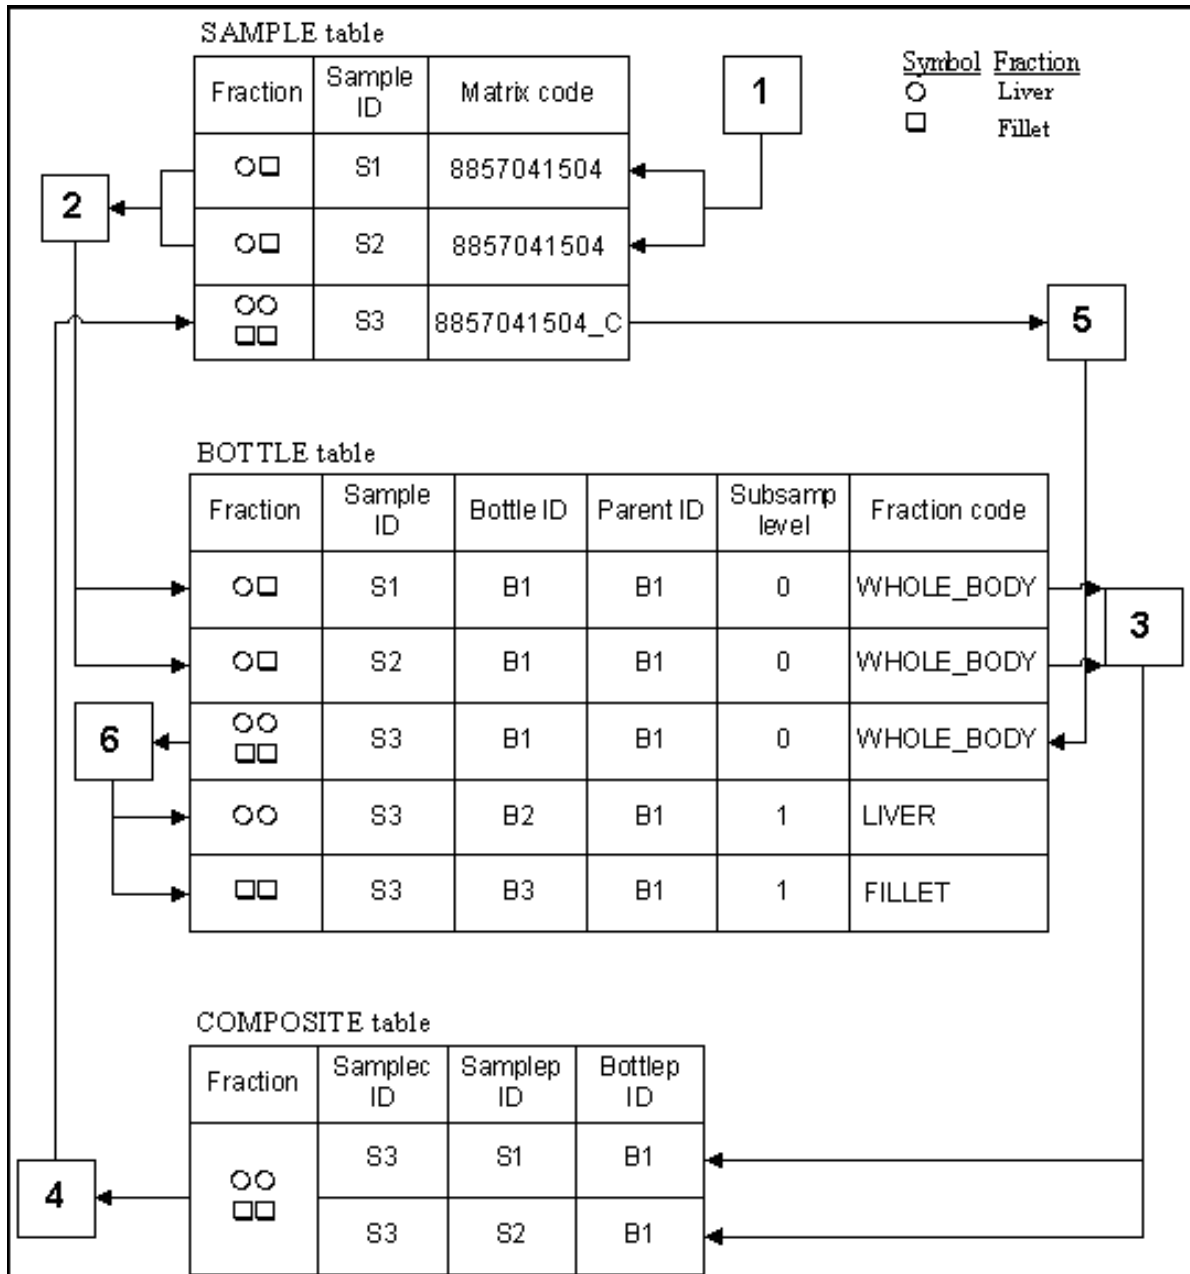 SAMPLE table
Symbol Fraction
Liver
Fillet
Fraction Sample ID Matrix code
1
S1 8857041504
2
S2 8857041504
S3 8857041504_C
5
BOTTLE table
Fraction Sample ID Bottle ID Parent ID Subsamp level Fraction code
S1 B1 B1 0 WHOLE_BODY
3
S2 B1 B1 0 WHOLE_BODY
6
S3 B1 B1 0 WHOLE_BODY
S3 B2 B1 1 LIVER
S3 B3 B1 1 FILLET
COMPOSITE table
Fraction Samplec ID Samplep ID Bottlep ID
S3 S1 B1
4
S3 S2 B1